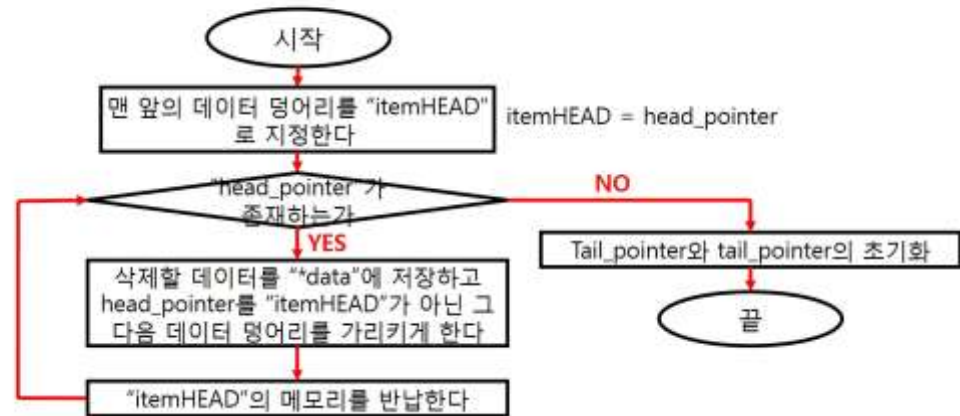 시작
맨 앞의 데이터 덩어리를 "itemHEAD"
로 지정한다
itemHEAD = head_pointer
"head_pointer"가
존재하는가
NO
YES
Tail_pointer와 tail_pointer의 초기화
삭제할 데이터를 "*data"에 저장하고
head_pointer를 "itemHEAD"가 아닌 그
다음 데이터 덩어리를 가리키게 한다
끝
"itemHEAD"의 메모리를 반납한다